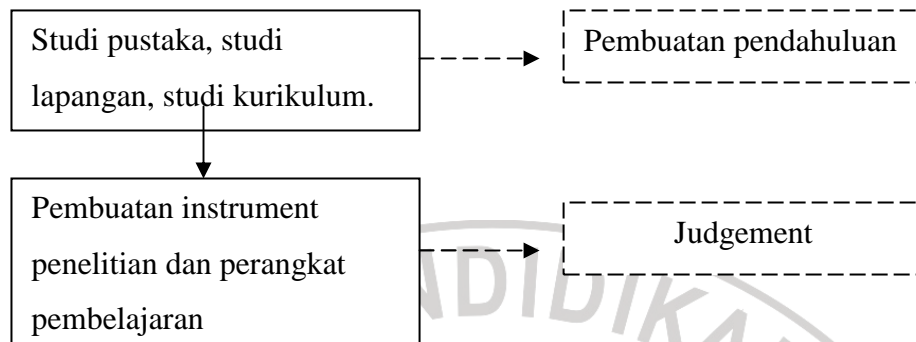 Studi pustaka, studi
lapangan, studi kurikulum.
Pembuatan pendahuluan
Pembuatan instrument
penelitian dan perangkat
pembelajaran
Judgement